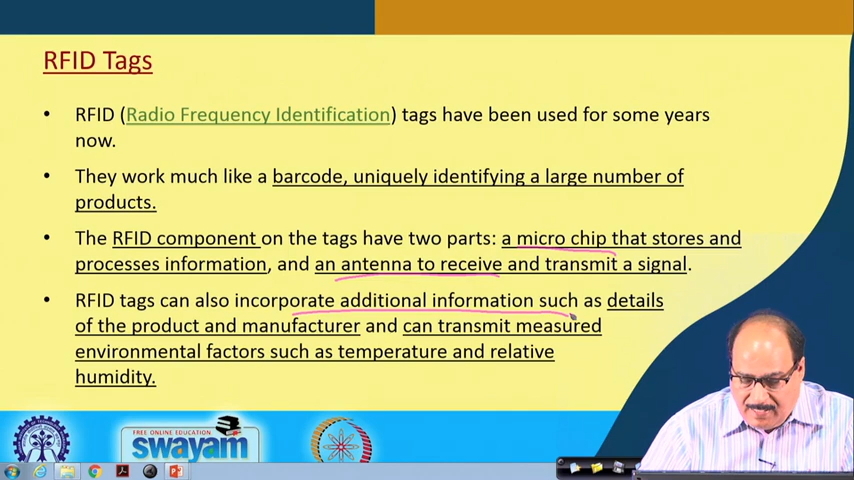 RFID Tags
• RFID (Radio Frequency Identification) tags have been used for some years
now.
• They work much like a barcode, uniquely identifying a large number of
products.
• The RFID component on the tags have two parts: a micro chip that stores and
processes information, and an antenna to receive and transmit a signal.
• RFID tags can also incorporate additional information such as details
of the product and manufacturer and can transmit measured
environmental factors such as temperature and relative
humidity.
FREE ONLINE EDUCATION
swayam